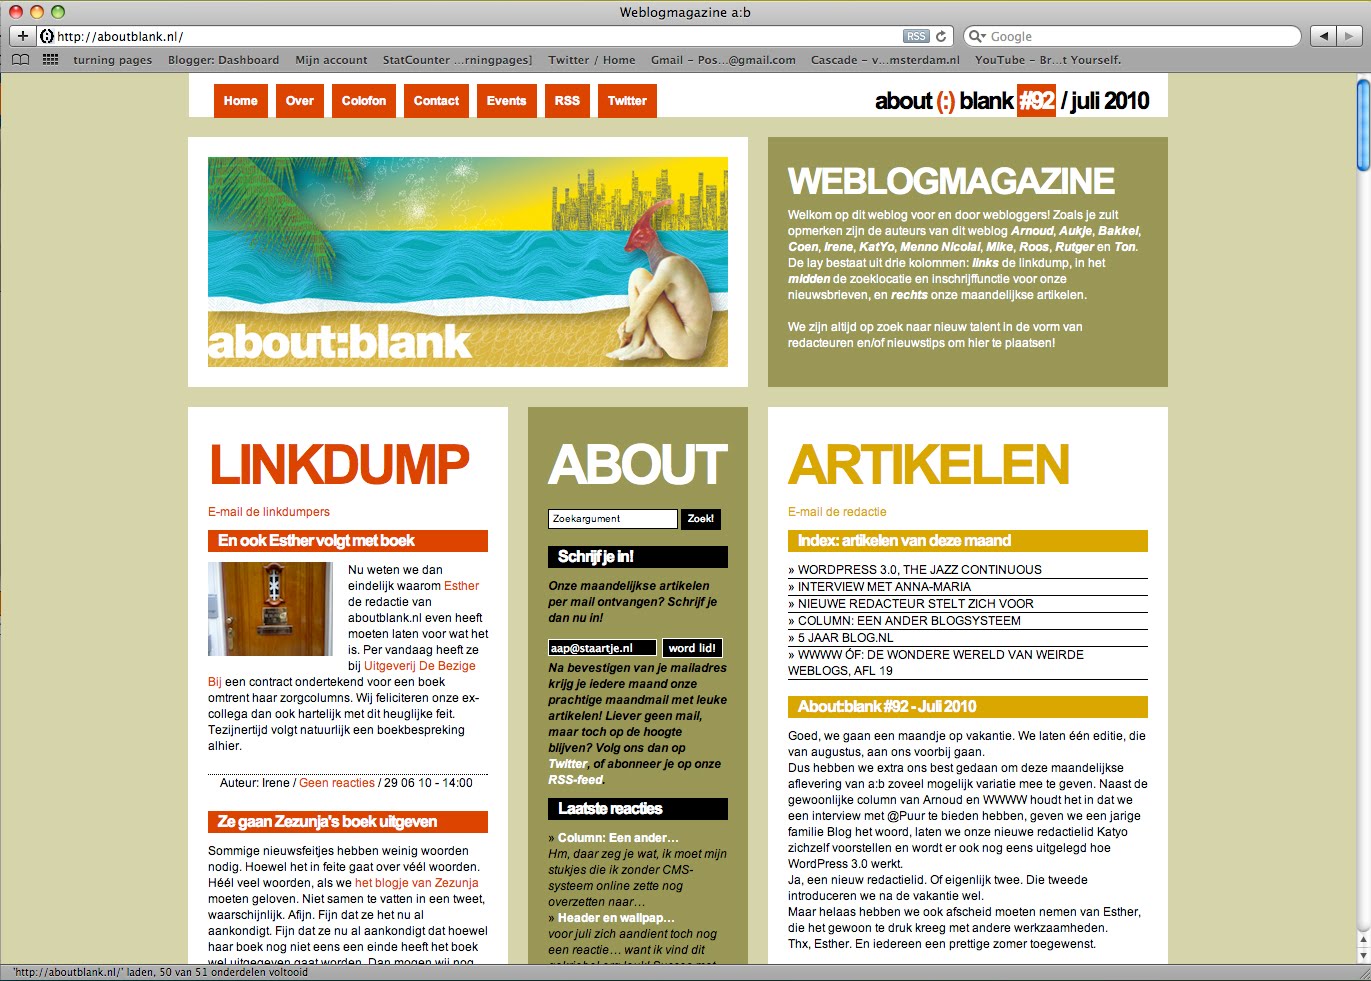 Weblogmagazine a:b
http://aboutblank.nl/
RSS
Google
turning pages
Blogger: Dashboard
Mijn account
StatCounter ...rningpages]
Twitter / Home
Gmail – Pos...@gmail.com
Cascade – v...msterdam.nl
YouTube – Br...t Yourself.
Home
Over
Colofon
Contact
Events
RSS
Twitter
about (:) blank #92 / juli 2010
about:blank
WEBLOGMAGAZINE
Welkom op dit weblog voor en door webloggers! Zoals je zult
opmerken zijn de auteurs van dit weblog Arnoud, Aukje, Bakkel,
Coen, Irene, KatYo, Menno Nicolai, Mike, Roos, Rutger en Ton.
De lay bestaat uit drie kolommen: links de linkdump, in het
midden de zoeklocatie en inschrijffunctie voor onze
nieuwsbrieven, en rechts onze maandelijkse artikelen.
We zijn altijd op zoek naar nieuw talent in de vorm van
redacteuren en/of nieuwstips om hier te plaatsen!
LINKDUMP
E-mail de linkdumpers
En ook Esther volgt met boek
Nu weten we dan
eindelijk waarom Esther
de redactie van
aboutblank.nl even heeft
moeten laten voor wat het
is. Per vandaag heeft ze
bij Uitgeverij De Bezige
Bij een contract ondertekend voor een boek
omtrent haar zorgcolumns. Wij feliciteren onze ex-
collega dan ook hartelijk met dit heuglijke feit.
Tezijnertijd volgt natuurlijk een boekbespreking
alhier.
Auteur: Irene / Geen reacties / 29 06 10 - 14:00
Ze gaan Zezunja's boek uitgeven
Sommige nieuwsfeitjes hebben weinig woorden
nodig. Hoewel het in feite gaat over véél woorden.
Héél veel woorden, als we het blogje van Zezunja
moeten geloven. Niet samen te vatten in een tweet,
waarschijnlijk. Afijn. Fijn dat ze het nu al
aankondigt. Fijn dat ze nu al aankondigt dat hoewel
haar boek nog niet eens een einde heeft het boek
wel uitgegeven gaat worden. Dan mogen wij nog
ABOUT
Zoekargument
Zoek!
Schrijf je in!
Onze maandelijkse artikelen
per mail ontvangen? Schrijf je
dan nu in!
aap@staartje.nl
word lid!
Na bevestigen van je mailadres
krijg je iedere maand onze
prachtige maandmail met leuke
artikelen! Liever geen mail,
maar toch op de hoogte
blijven? Volg ons dan op
Twitter, of abonneer je op onze
RSS-feed.
Laatste reacties
» Column: Een ander…
Hm, daar zeg je wat, ik moet mijn
stukjes die ik zonder CMS-
systeem online zette nog
overzetten naar…
» Header en wallpap…
voor juli zich aandient toch nog
een reactie… want ik vind dit
ARTIKELEN
E-mail de redactie
Index: artikelen van deze maand
» WORDPRESS 3.0, THE JAZZ CONTINUOUS
» INTERVIEW MET ANNA-MARIA
» NIEUWE REDACTEUR STELT ZICH VOOR
» COLUMN: EEN ANDER BLOGSYSTEEM
» 5 JAAR BLOG.NL
» WWWW ÓF: DE WONDERE WERELD VAN WEIRDE
WEBLOGS, AFL 19
About:blank #92 - Juli 2010
Goed, we gaan een maandje op vakantie. We laten één editie, die
van augustus, aan ons voorbij gaan.
Dus hebben we extra ons best gedaan om deze maandelijkse
aflevering van a:b zoveel mogelijk variatie mee te geven. Naast de
gewoonlijke column van Arnoud en WWWW houdt het in dat we
een interview met @Puur te bieden hebben, geven we een jarige
familie Blog het woord, laten we onze nieuwe redactielid Katyo
zichzelf voorstellen en wordt er ook nog eens uitgelegd hoe
WordPress 3.0 werkt.
Ja, een nieuw redactielid. Of eigenlijk twee. Die tweede
introduceren we na de vakantie wel.
Maar helaas hebben we ook afscheid moeten nemen van Esther,
die het gewoon te druk kreeg met andere werkzaamheden.
Thx, Esther. En iedereen een prettige zomer toegewenst.
'http://aboutblank.nl/' laden, 50 van 51 onderdelen voltooid